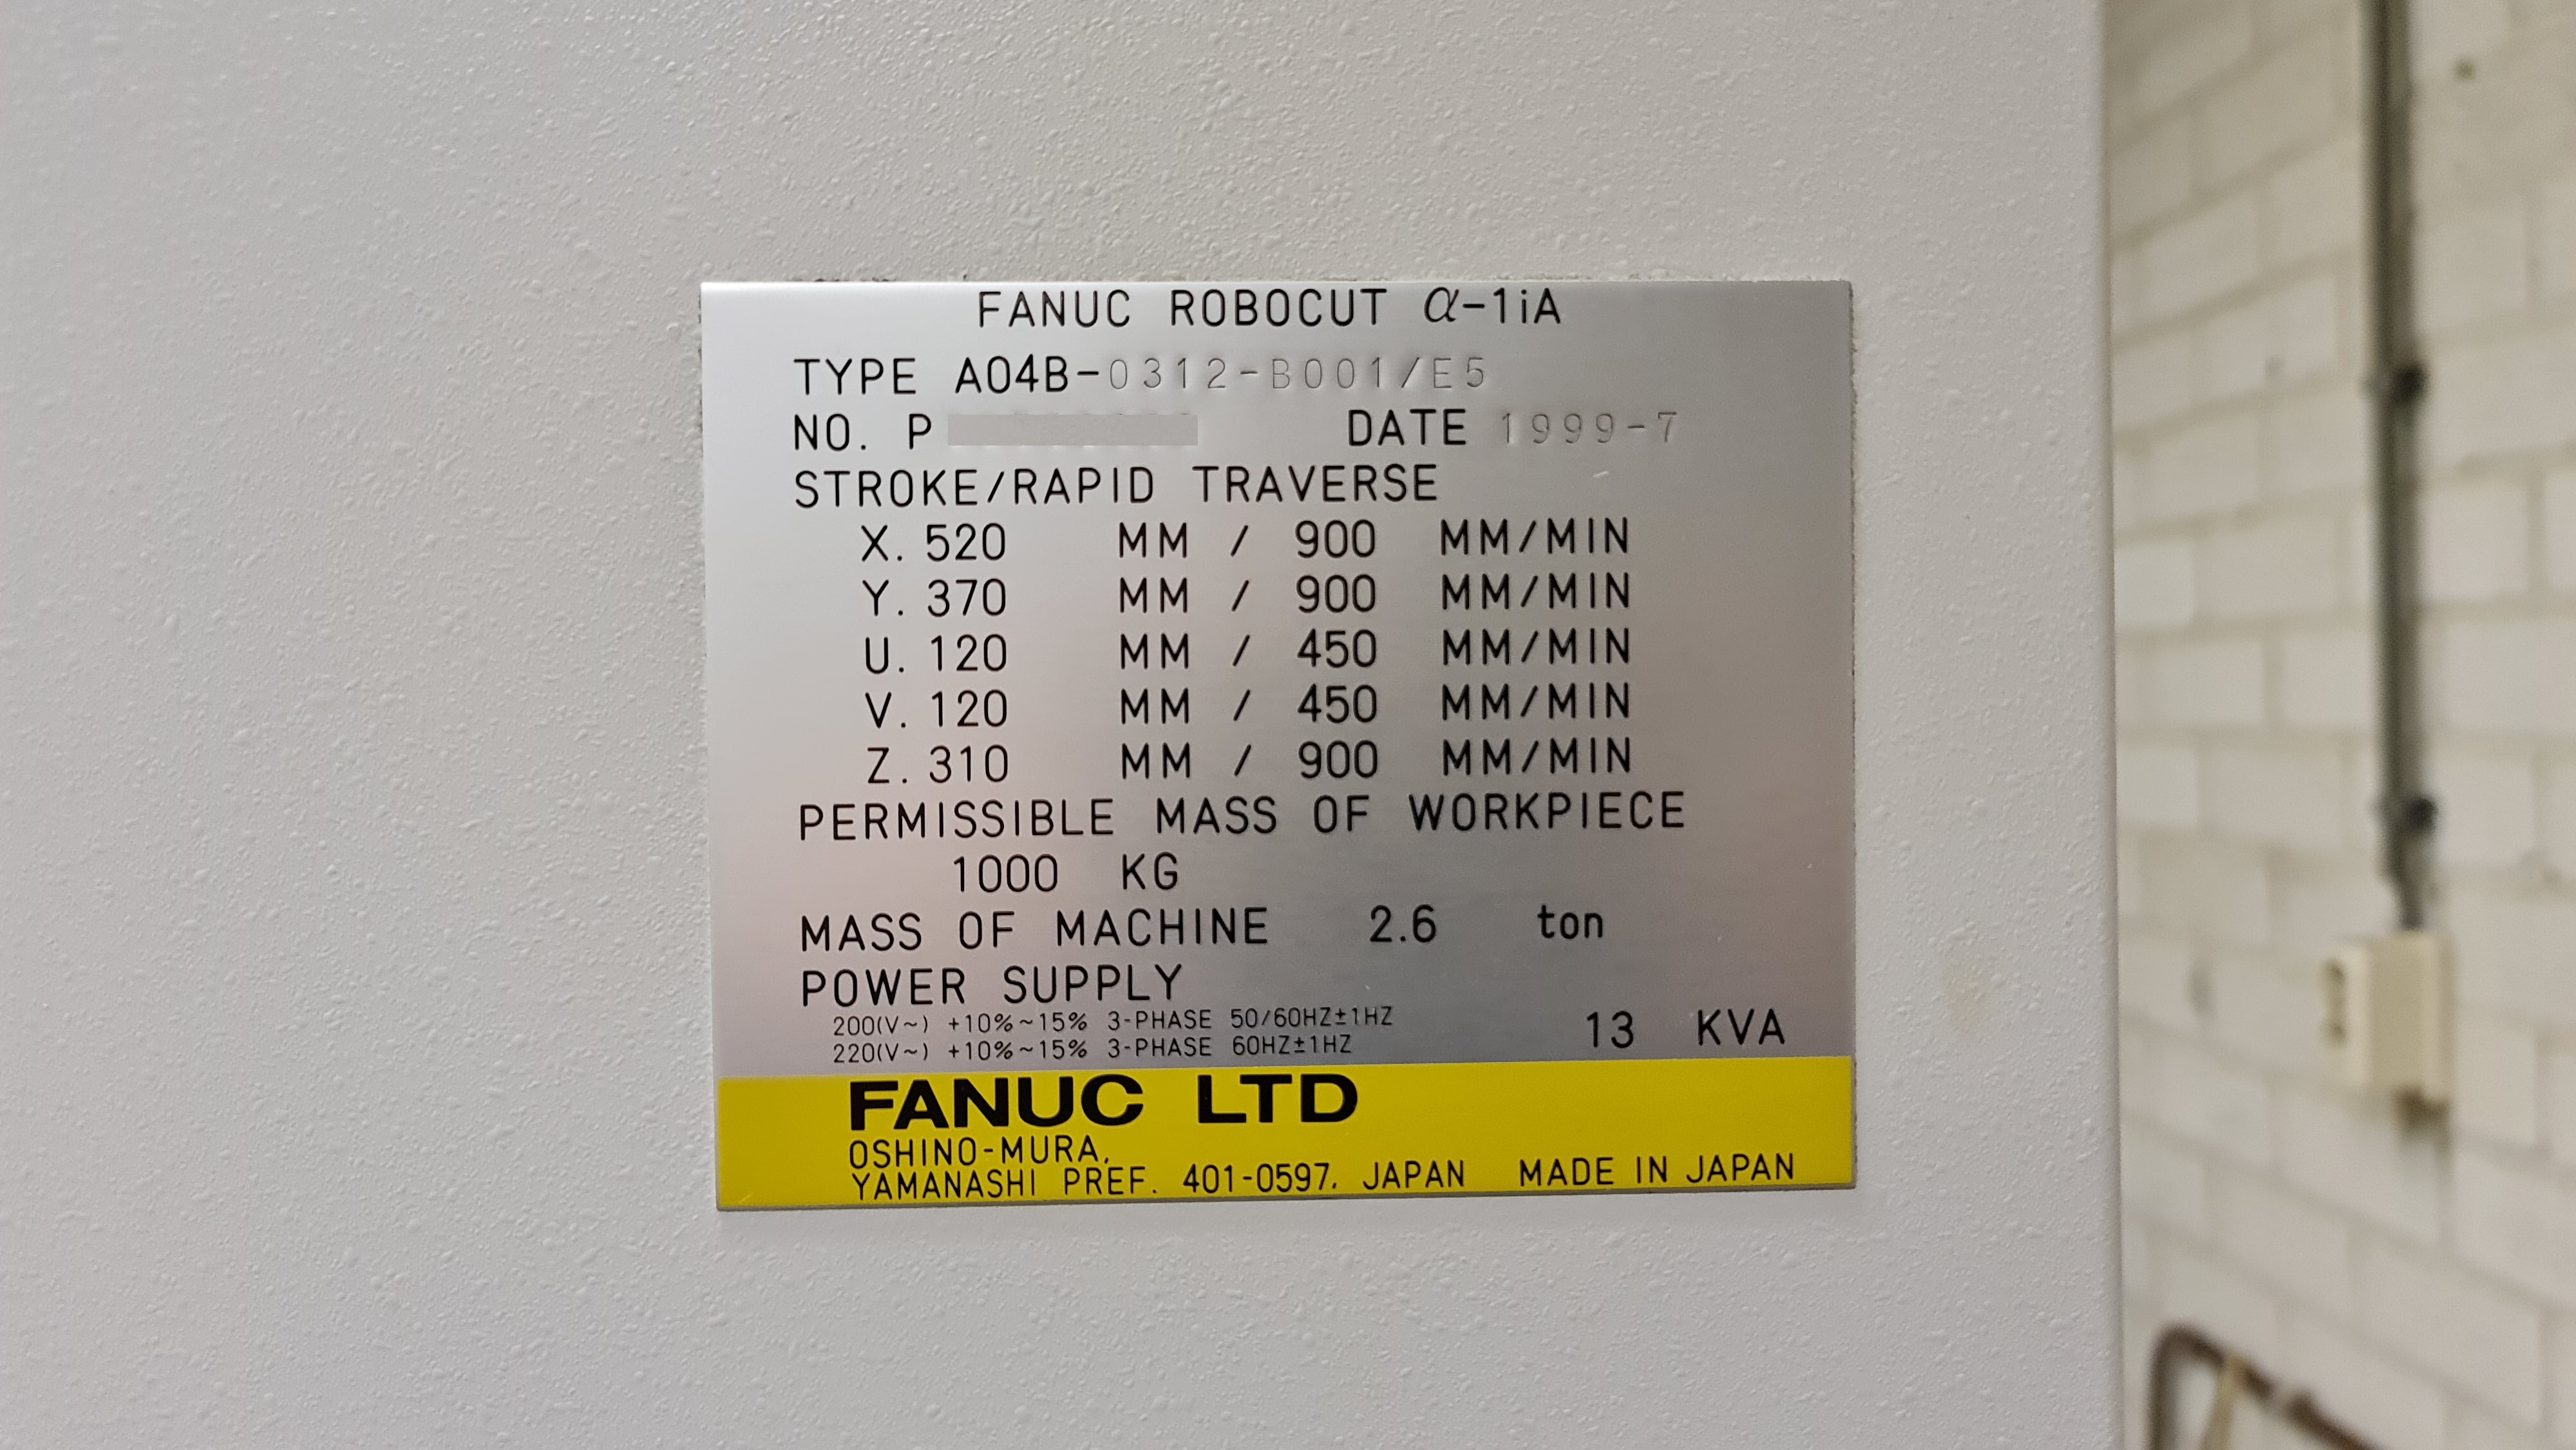 FANUC ROBOCUT α-1iA
TYPE A04B-0312-B001/E5
NO. P DATE 1999-7
STROKE/RAPID TRAVERSE
X. 520 MM / 900 MM/MIN
Y. 370 MM / 900 MM/MIN
U. 120 MM / 450 MM/MIN
V. 120 MM / 450 MM/MIN
Z. 310 MM / 900 MM/MIN
PERMISSIBLE MASS OF WORKPIECE
1000 KG
MASS OF MACHINE 2.6 ton
POWER SUPPLY
200(V~) +10%~15% 3-PHASE 50/60HZ±1HZ
220(V~) +10%~15% 3-PHASE 60HZ±1HZ 13 KVA
FANUC LTD
OSHINO-MURA,
YAMANASHI PREF. 401-0597, JAPAN MADE IN JAPAN